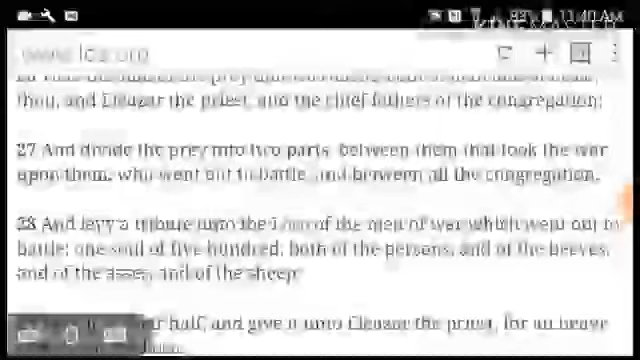 11:40 AM
KINEMASTER
thou, and Eleazar the priest, and the chief fathers of the congregation:
27 And divide the prey into two parts; between them that took the war
upon them, who went out to battle, and between all the congregation.
28 And levy a tribute unto the Lord of the men of war which went out to
battle: one soul of five hundred, both of the persons, and of the beeves,
and of the asses, and of the sheep:
half, and give it unto Eleazar the priest, for an heave